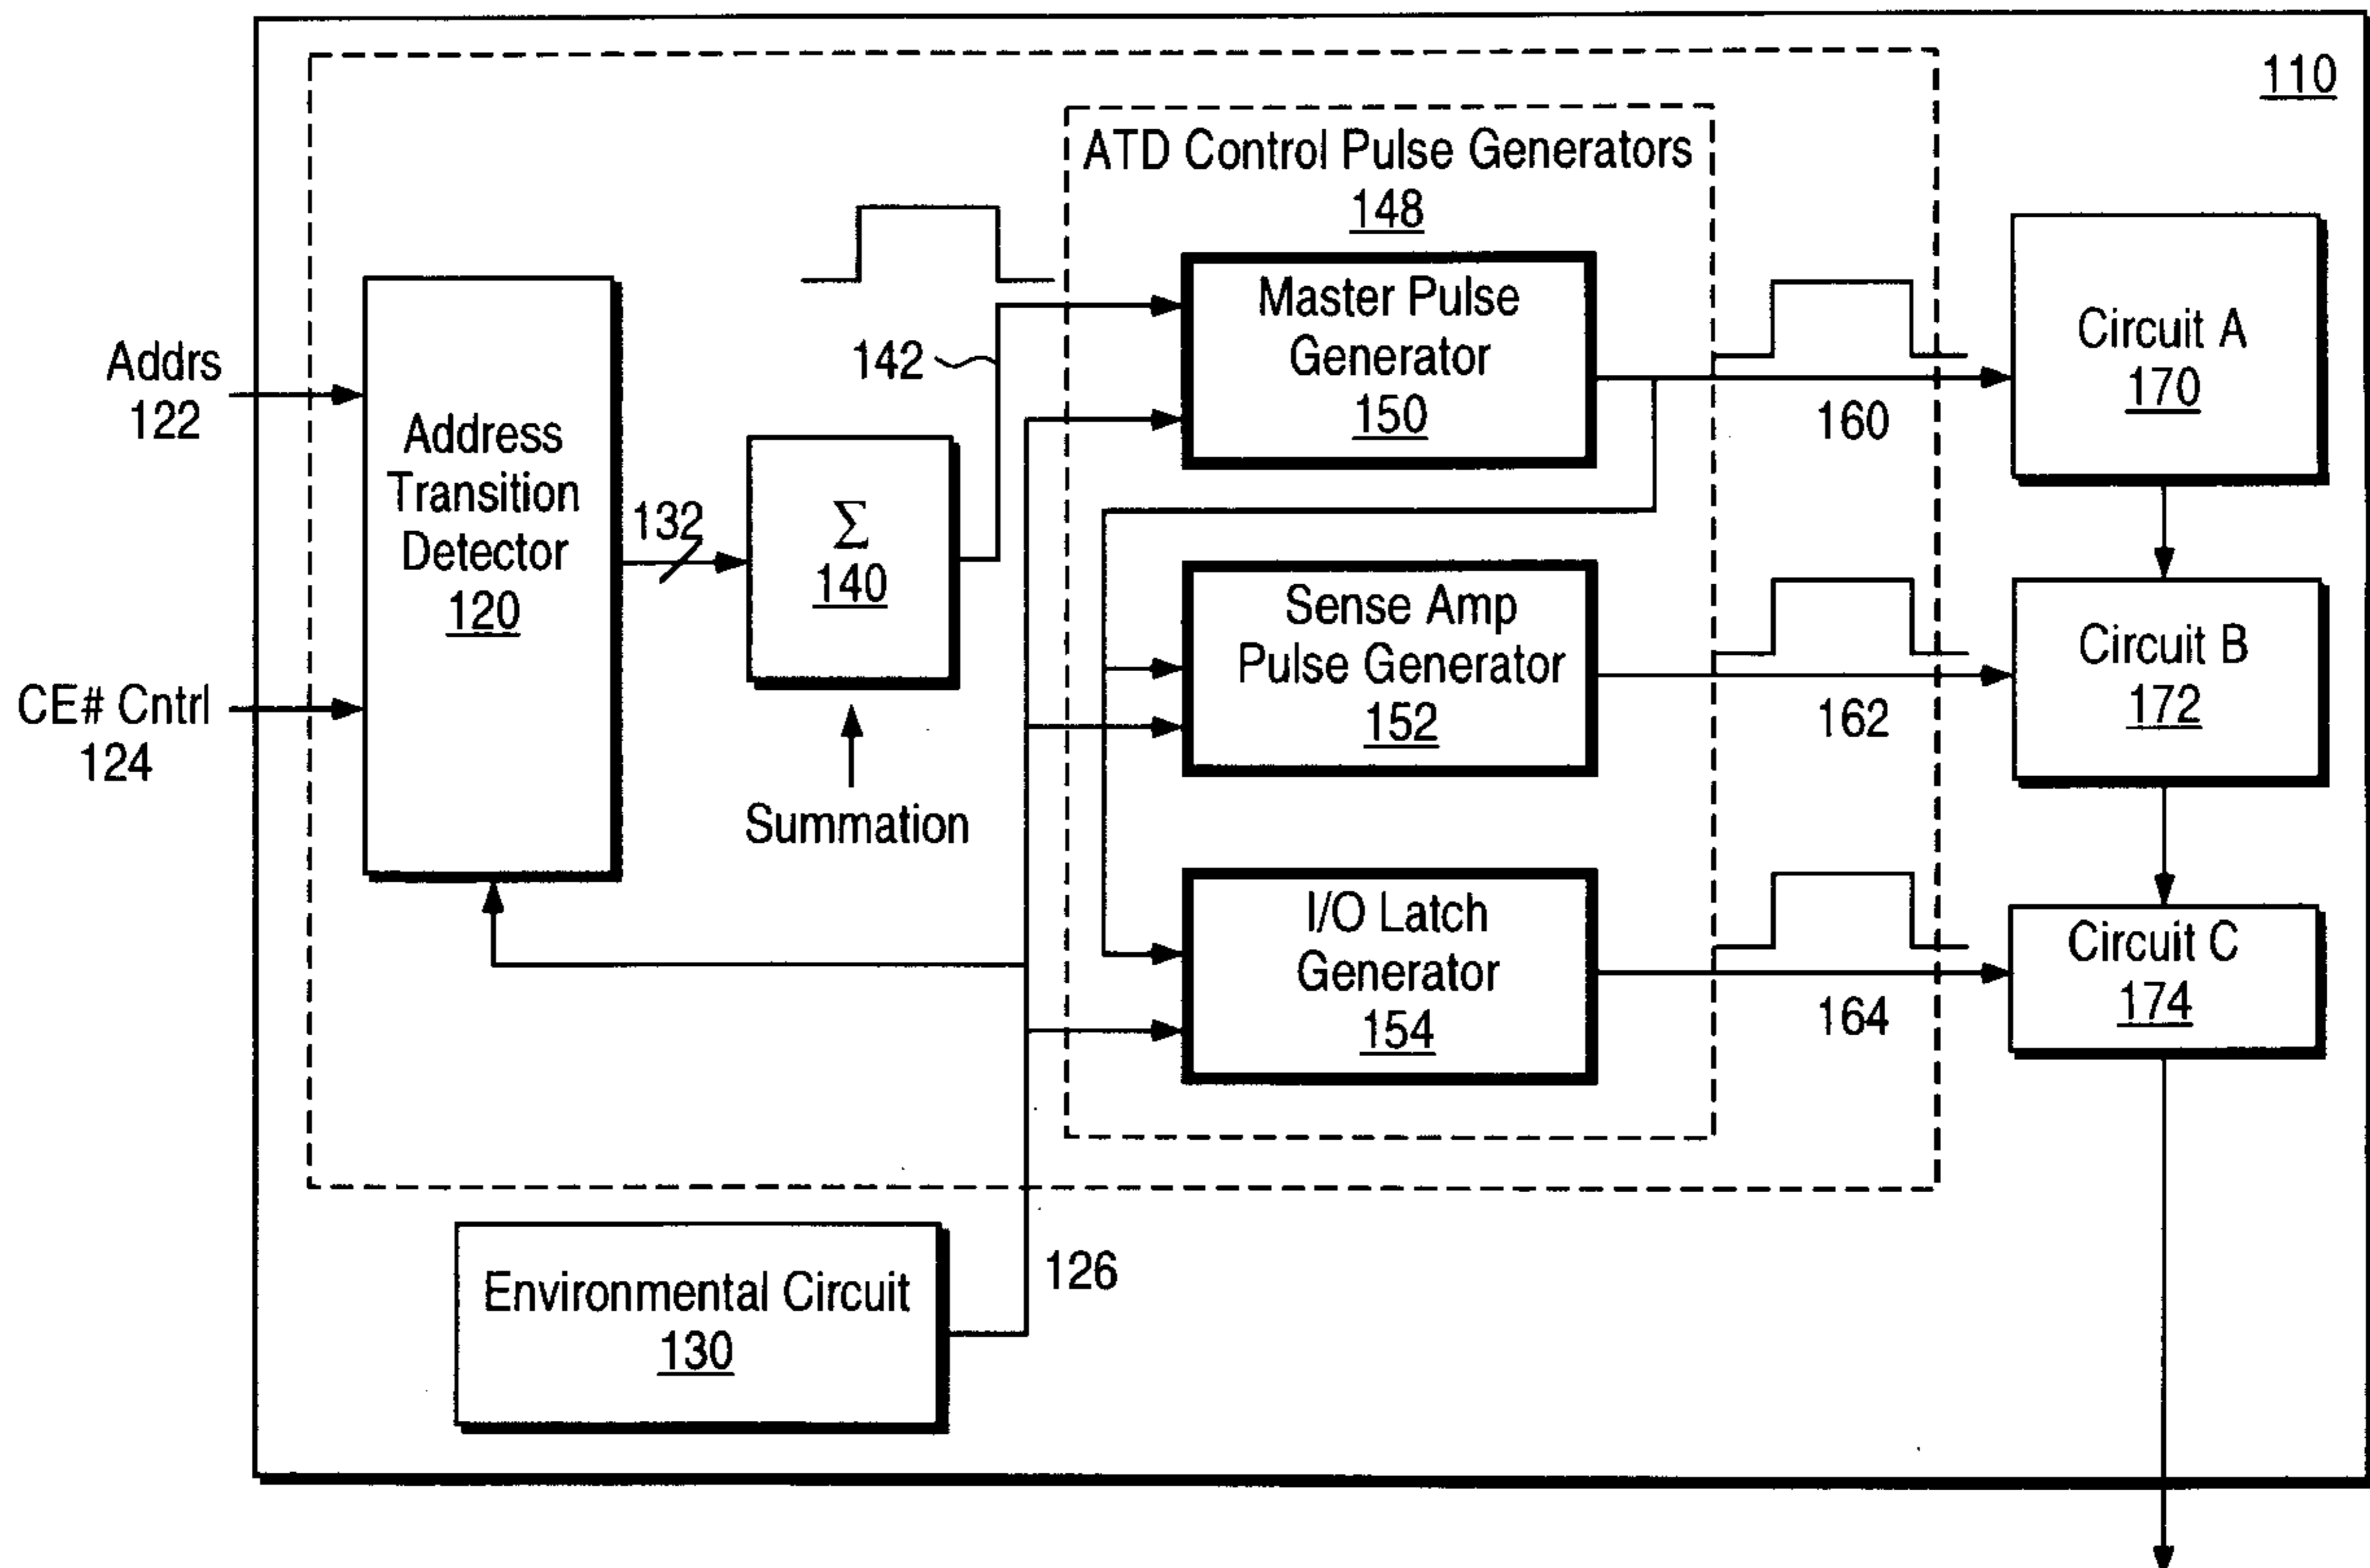 110
ATD Control Pulse Generators
148
Master Pulse
Generator
150
142
160
Circuit A
170
Addrs
122
Address
Transition
Detector
120
132
Σ
140
Summation
CE# Cntrl
124
Sense Amp
Pulse Generator
152
162
Circuit B
172
I/O Latch
Generator
154
164
Circuit C
174
Environmental Circuit
130
126